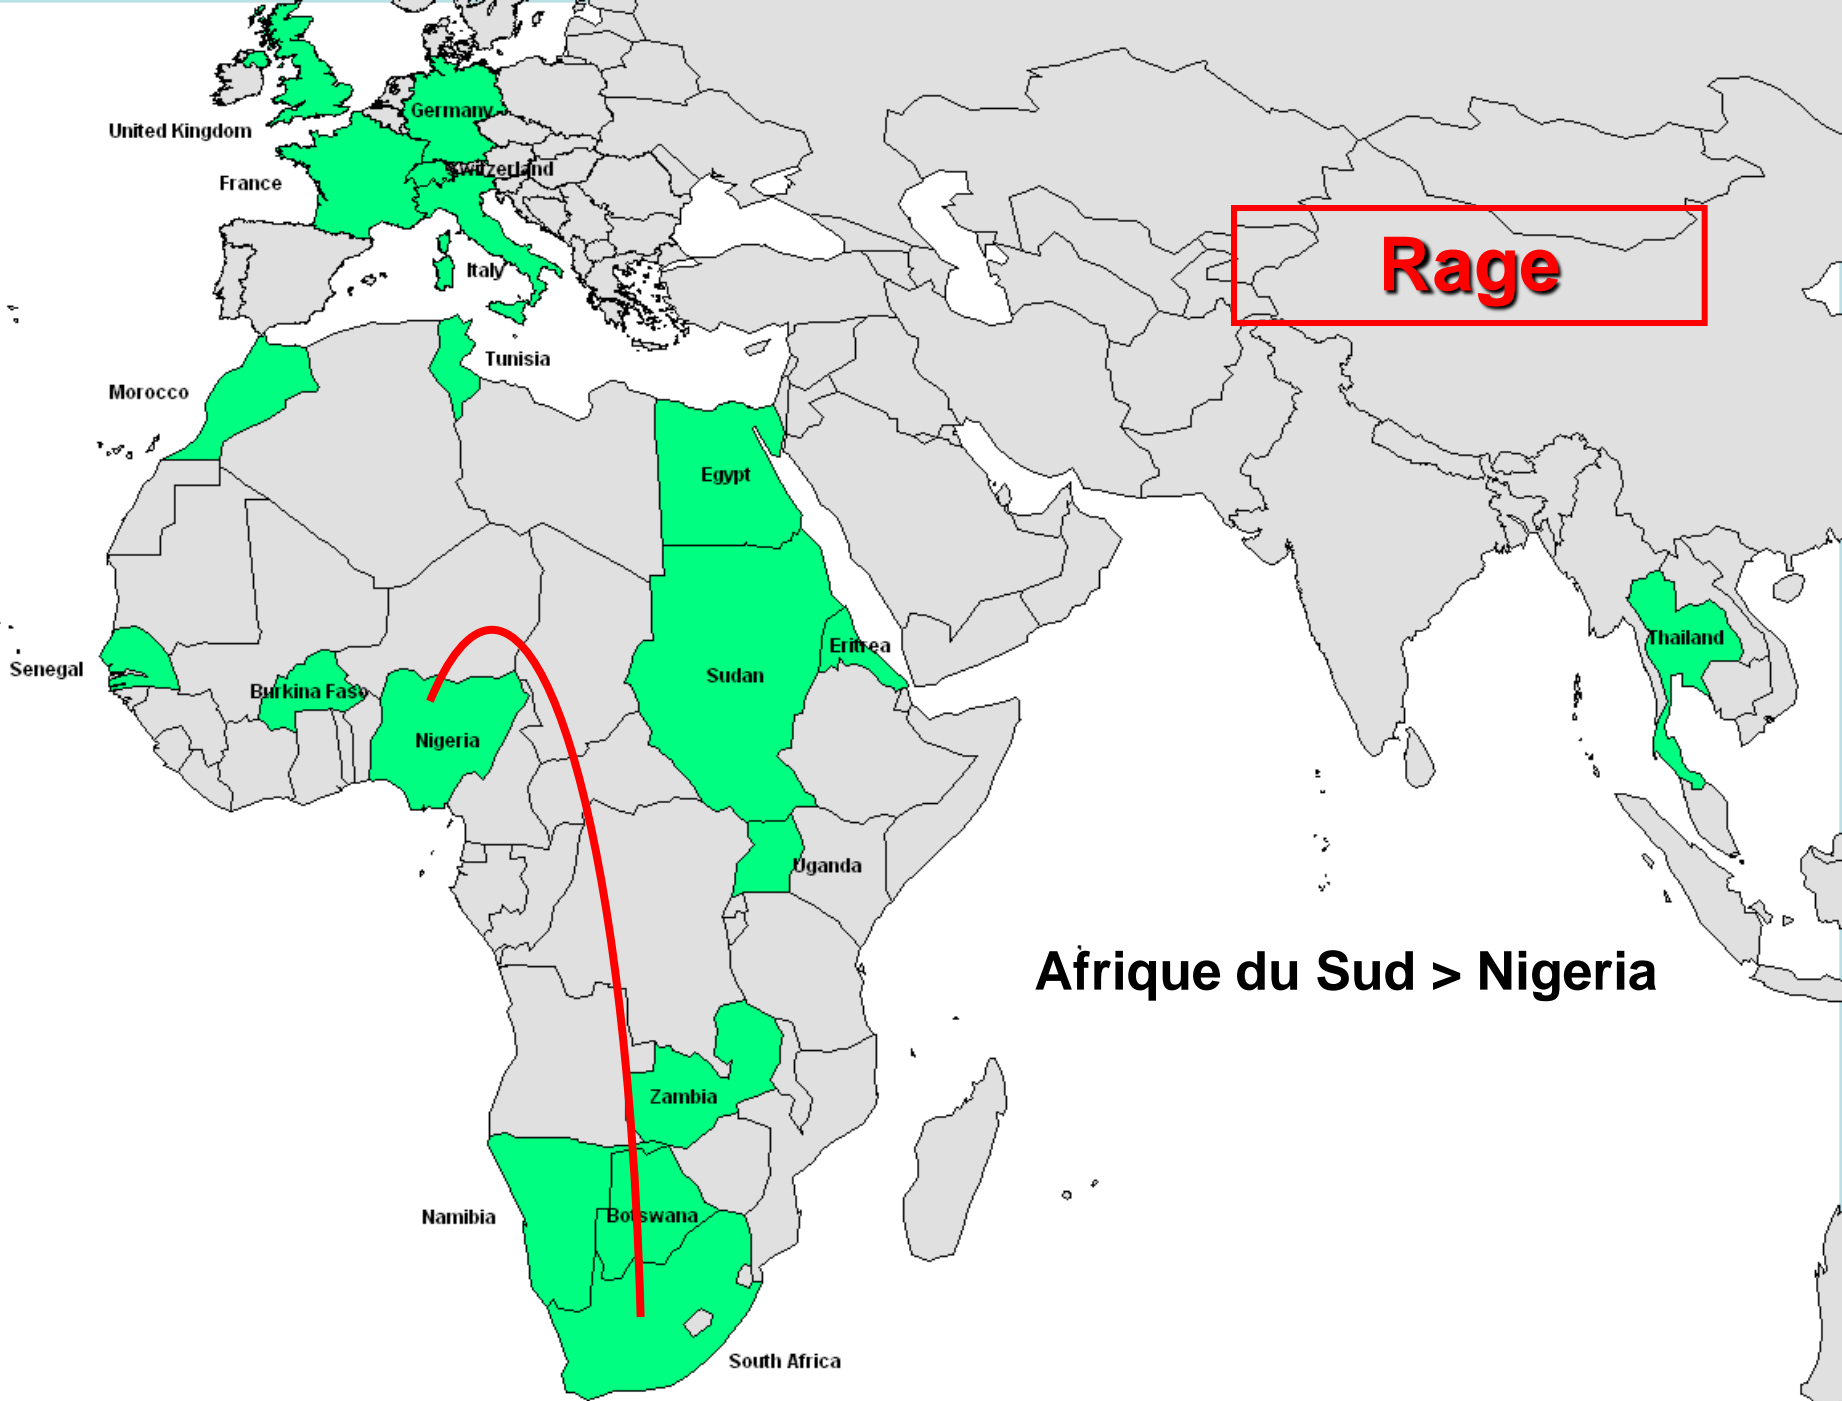 Germany
United Kingdom
Switzerland
France
Rage
Italy
Tunisia
Morocco
Egypt
Thailand
Eritrea
Senegal
Sudan
Burkina Faso
Nigeria
Uganda
Afrique du Sud > Nigeria
Zambia
Namibia
Botswana
South Africa